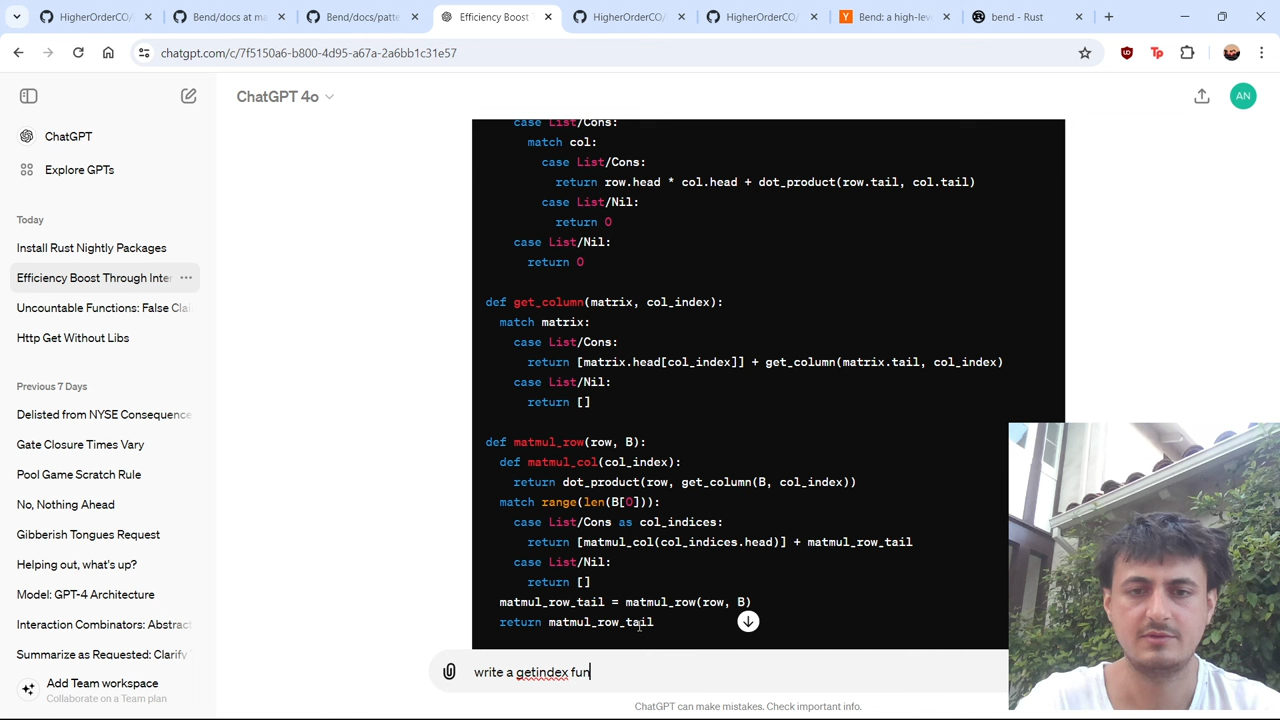 HigherOrderCO/
Bend/docs at ma
Bend/docs/patte
Efficiency Boost
HigherOrderCO/
HigherOrderCO/
Bend: a high-leve
bend - Rust
chatgpt.com/c/7f5150a6-b800-4d95-a67a-2a6bb1c31e57
ChatGPT 4o
AN
ChatGPT
Explore GPTs
Today
Install Rust Nightly Packages
Efficiency Boost Through Inter
Uncountable Functions: False Clai
Http Get Without Libs
Previous 7 Days
Delisted from NYSE Consequence
Gate Closure Times Vary
Pool Game Scratch Rule
No, Nothing Ahead
Gibberish Tongues Request
Helping out, what's up?
Model: GPT-4 Architecture
Interaction Combinators: Abstract
Summarize as Requested: Clarify
Add Team workspace
Collaborate on a Team plan
case List/Cons:
match col:
case List/Cons:
return row.head * col.head + dot_product(row.tail, col.tail)
case List/Nil:
return 0
case List/Nil:
return 0
def get_column(matrix, col_index):
match matrix:
case List/Cons:
return [matrix.head[col_index]] + get_column(matrix.tail, col_index)
case List/Nil:
return []
def matmul_row(row, B):
def matmul_col(col_index):
return dot_product(row, get_column(B, col_index))
match range(len(B[0])):
case List/Cons as col_indices:
return [matmul_col(col_indices.head)] + matmul_row_tail
case List/Nil:
return []
matmul_row_tail = matmul_row(row, B)
return matmul_row_tail
write a getindex fun
ChatGPT can make mistakes. Check important info.